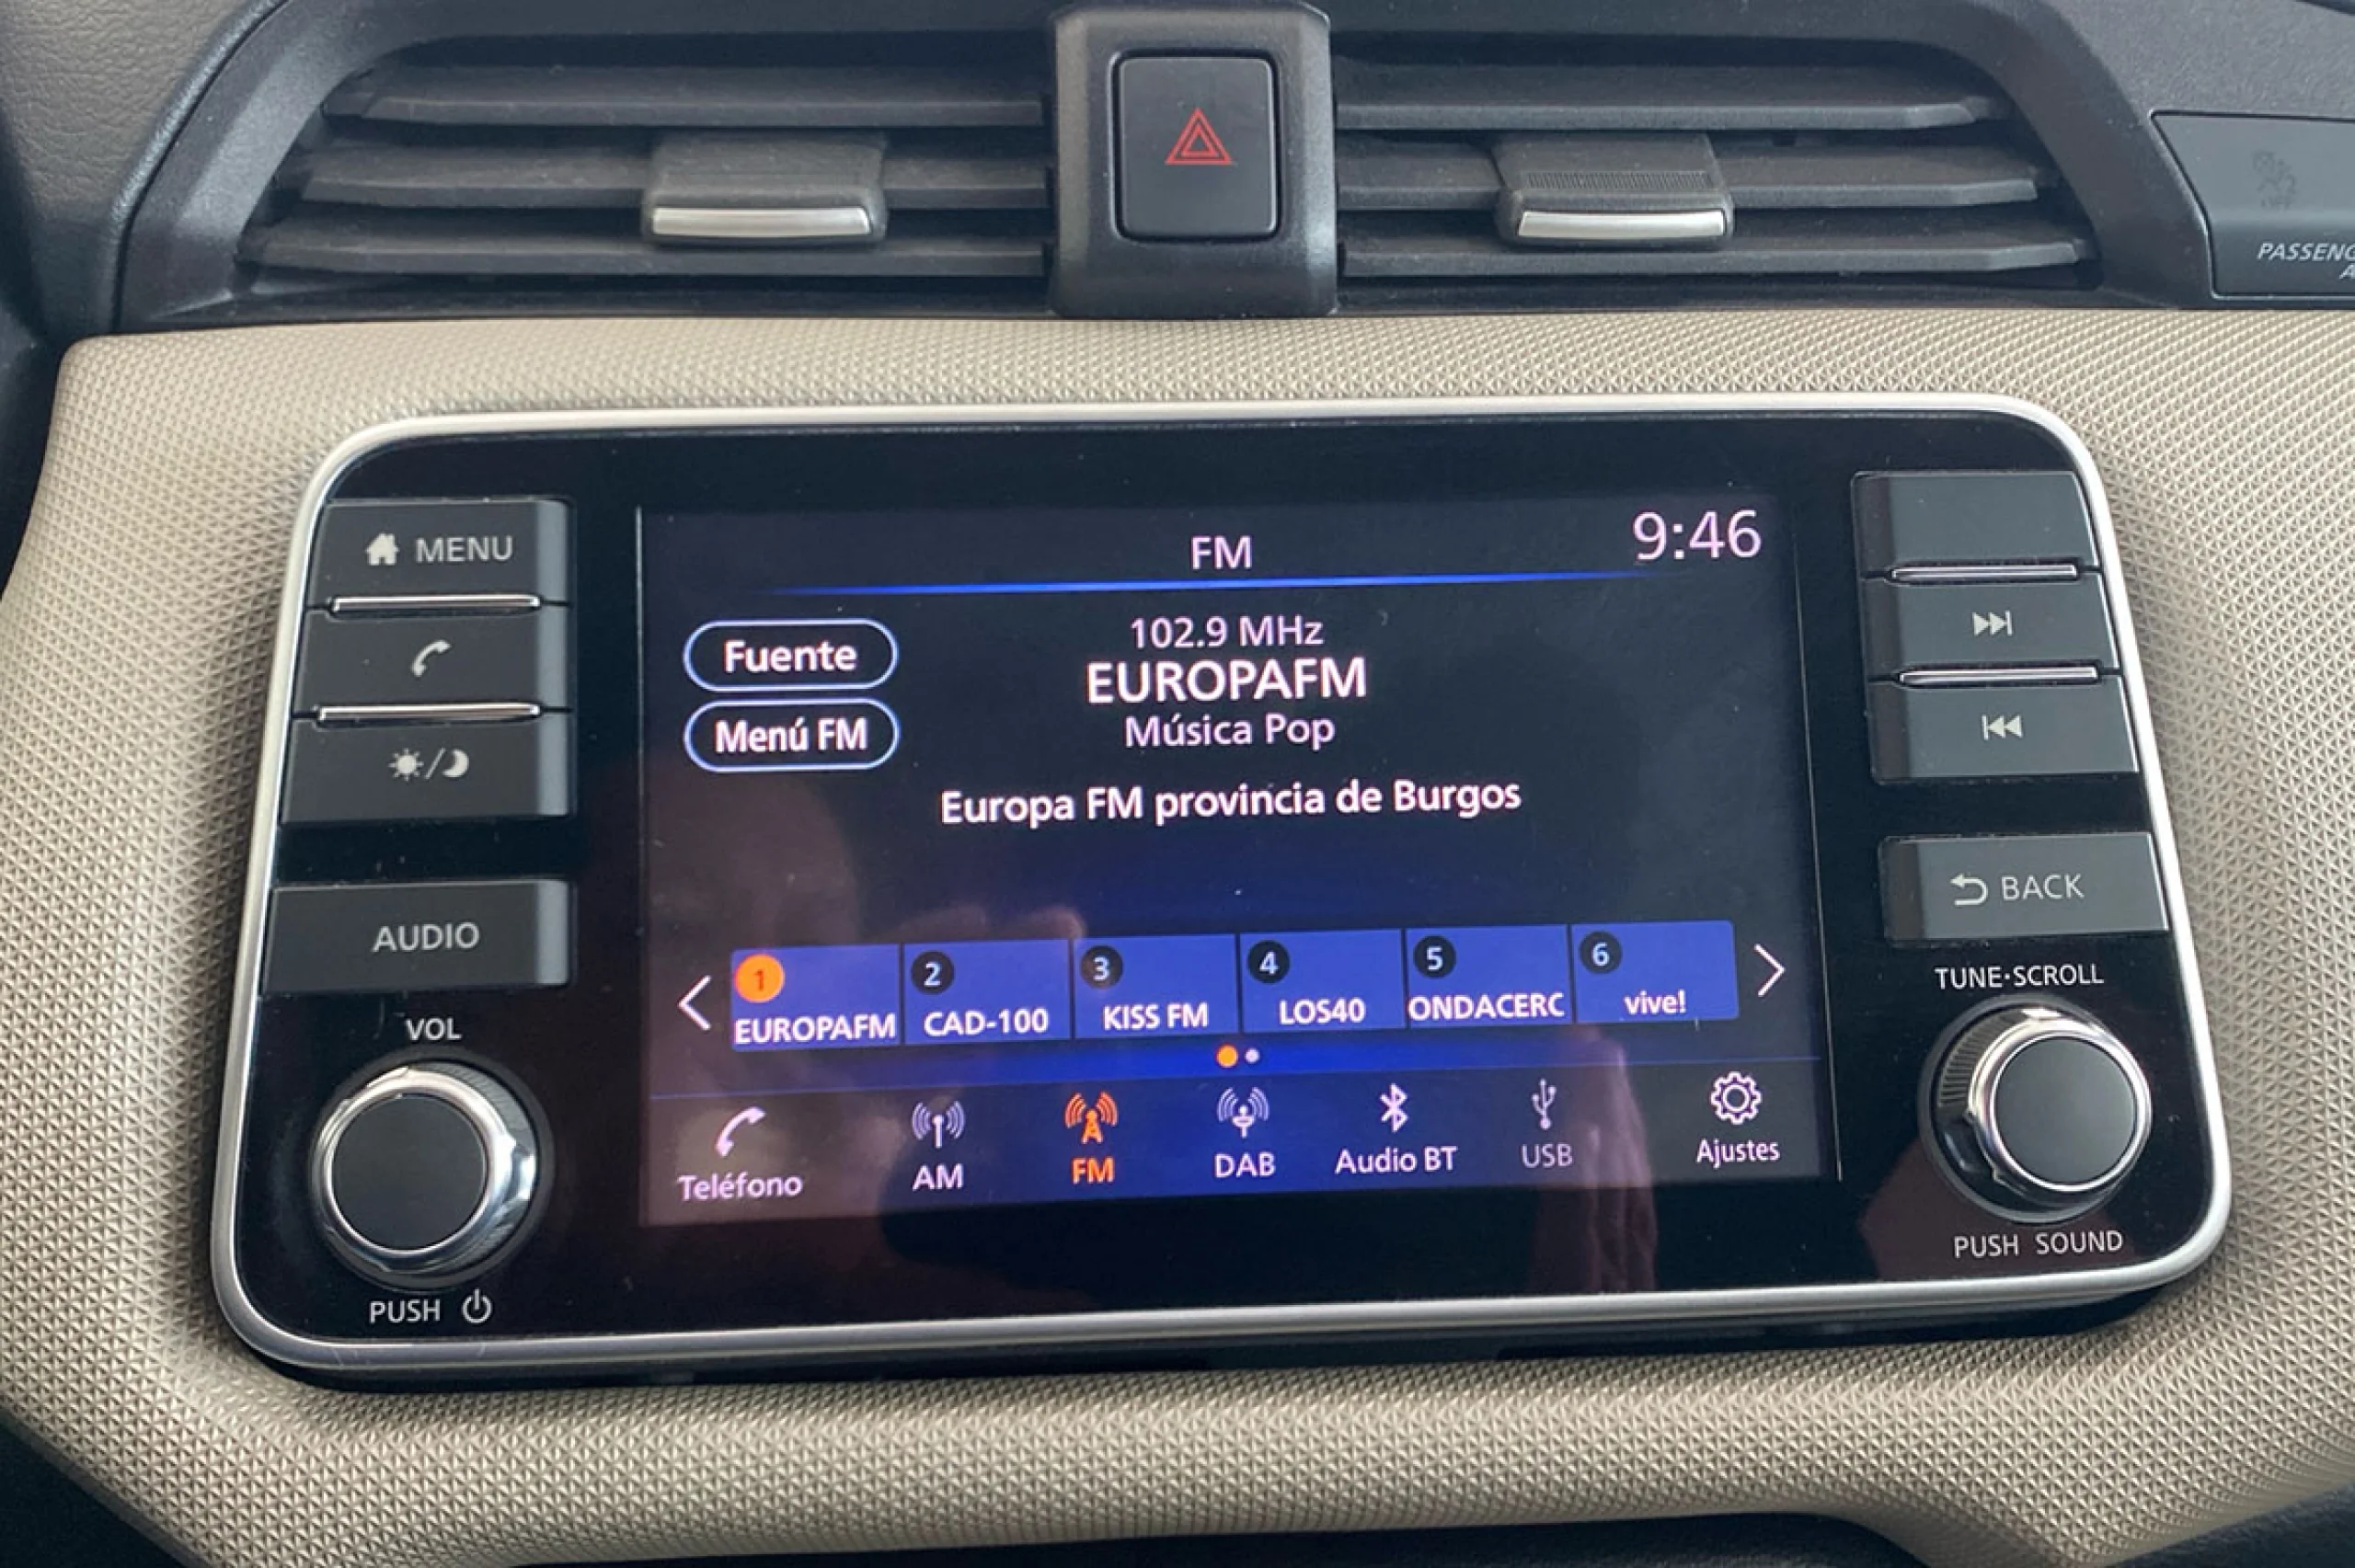 PASSENG
A
MENU
AUDIO
VOL
PUSH
FM
9:46
Fuente
Menú FM
102.9 MHz
EUROPAFM
Música Pop
Europa FM provincia de Burgos
1 EUROPAFM
2 CAD-100
3 KISS FM
4 LOS40
5 ONDACERC
6 vive!
Teléfono
AM
FM
DAB
Audio BT
USB
Ajustes
BACK
TUNE·SCROLL
PUSH SOUND